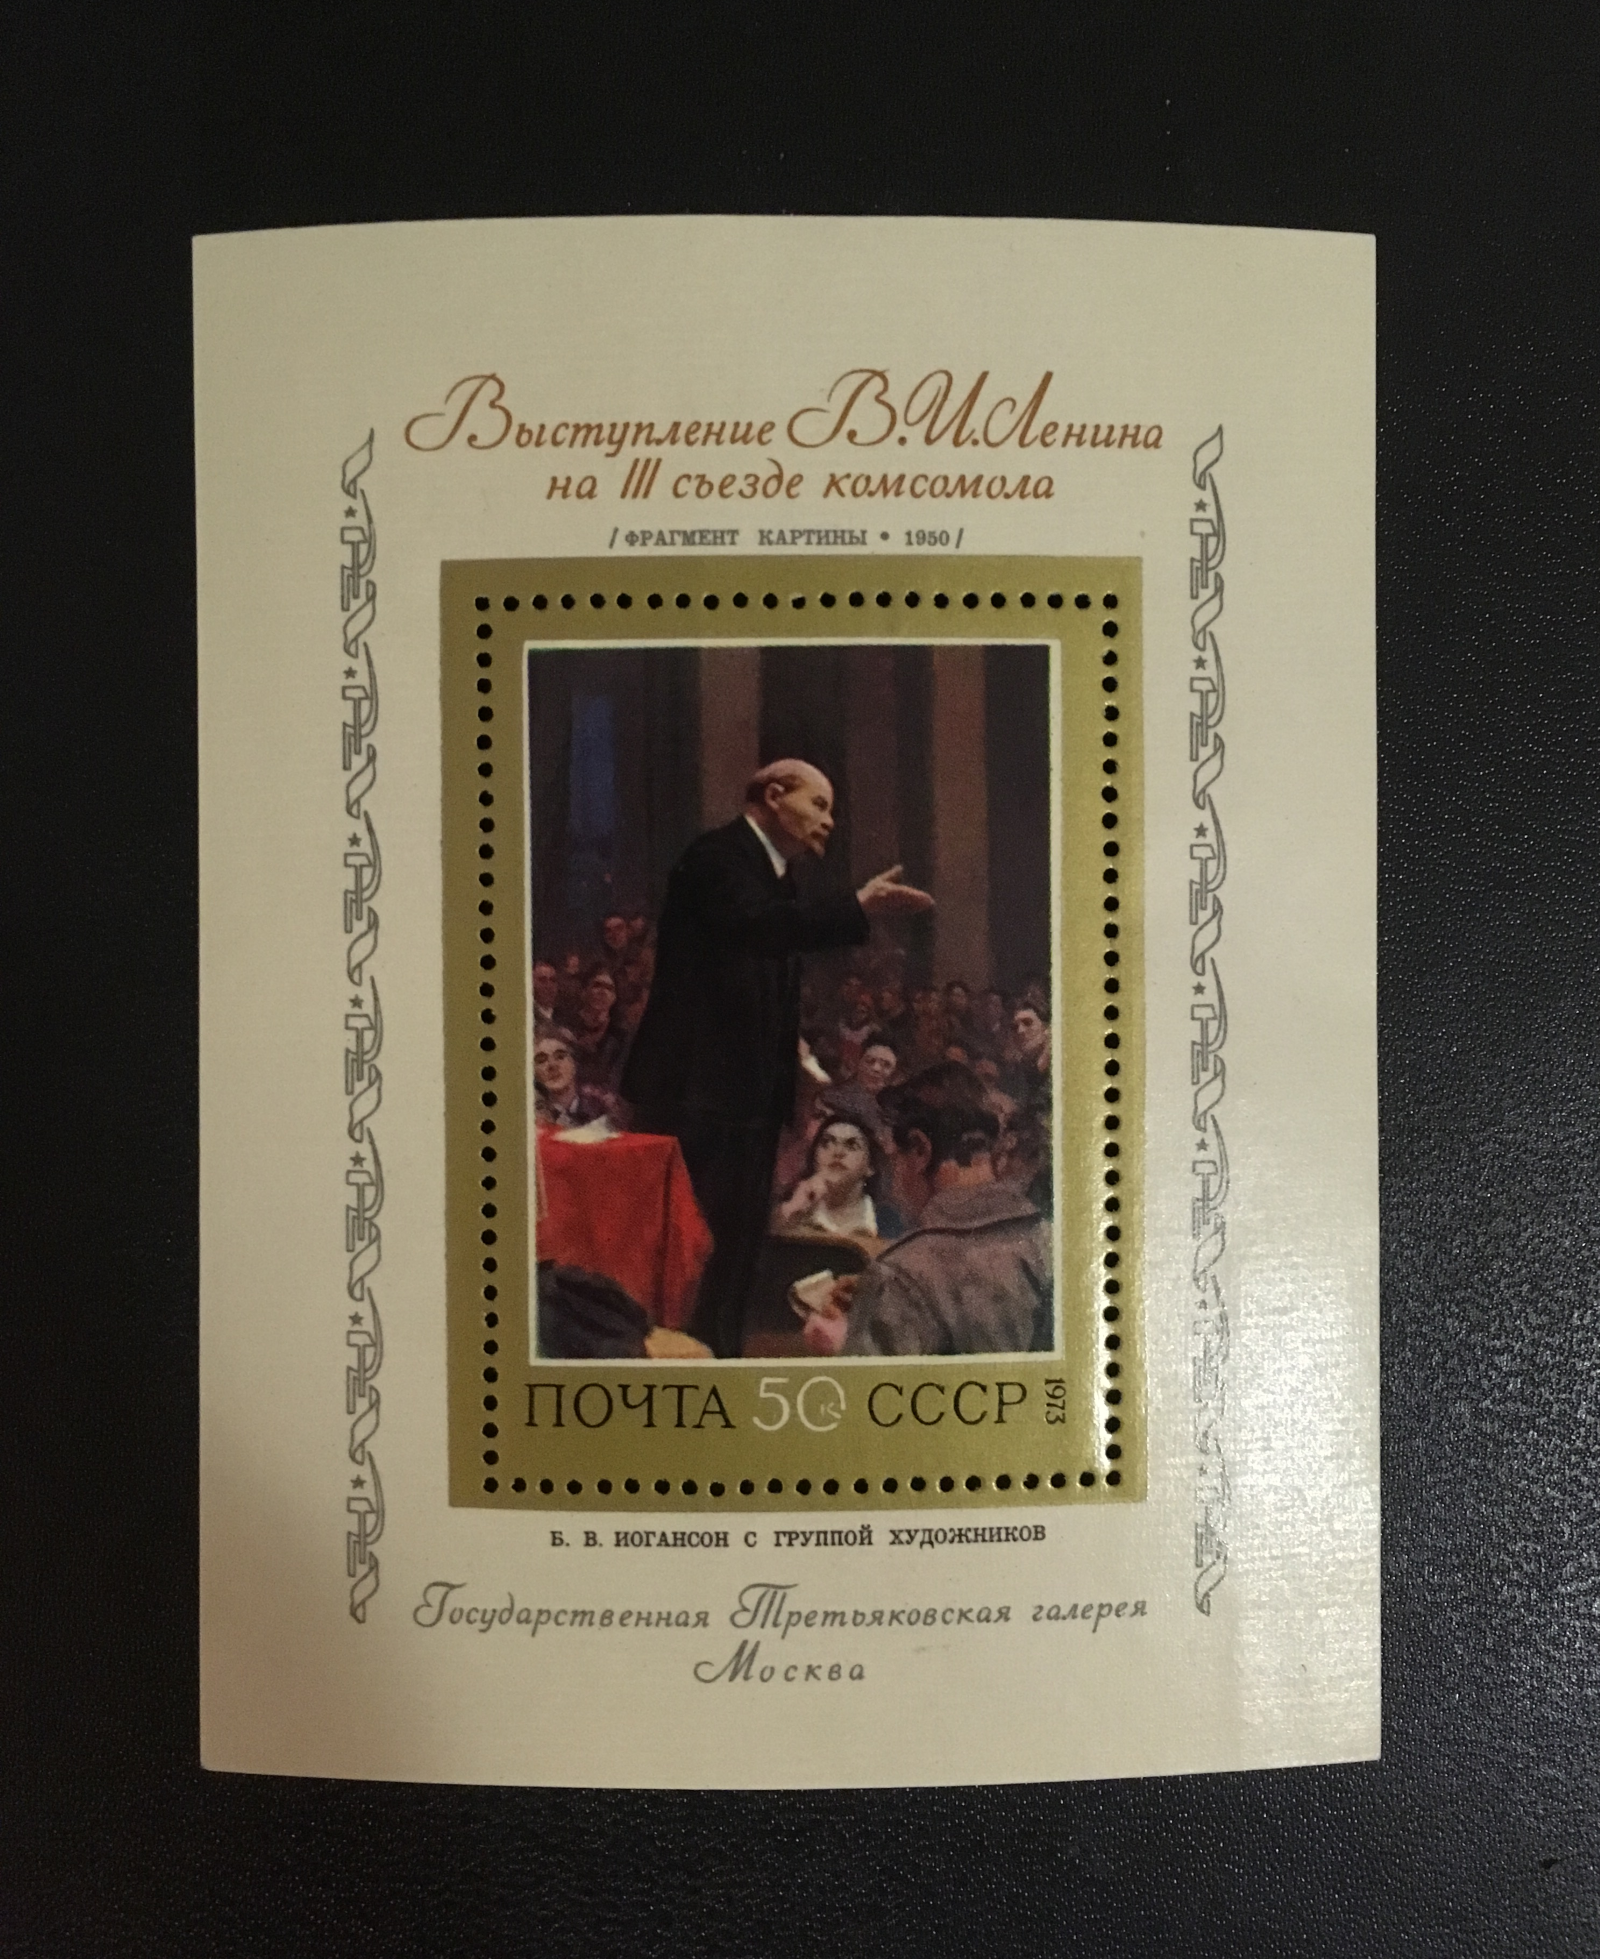 Выступление В.И.Ленина
на III съезде комсомола
/ ФРАГМЕНТ КАРТИНЫ • 1950 /
ПОЧТА 50 к СССР 1973
Б. В. ИОГАНСОН С ГРУППОЙ ХУДОЖНИКОВ
Государственная Третьяковская галерея
Москва